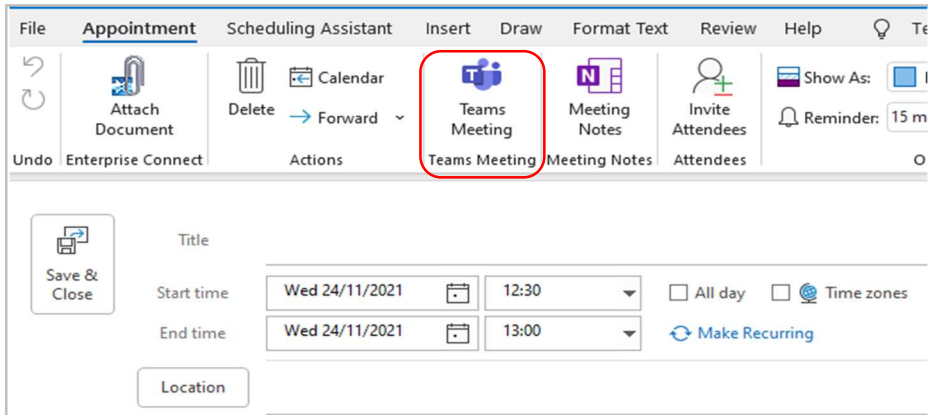 File Appointment Scheduling Assistant Insert Draw Format Text Review Help
Attach Document
Delete
Calendar
Forward
Teams Meeting
Meeting Notes
Invite Attendees
Show As:
Reminder: 15 m
Undo Enterprise Connect Actions Teams Meeting Meeting Notes Attendees
Save & Close
Title
Start time Wed 24/11/2021 12:30 All day Time zones
End time Wed 24/11/2021 13:00 Make Recurring
Location